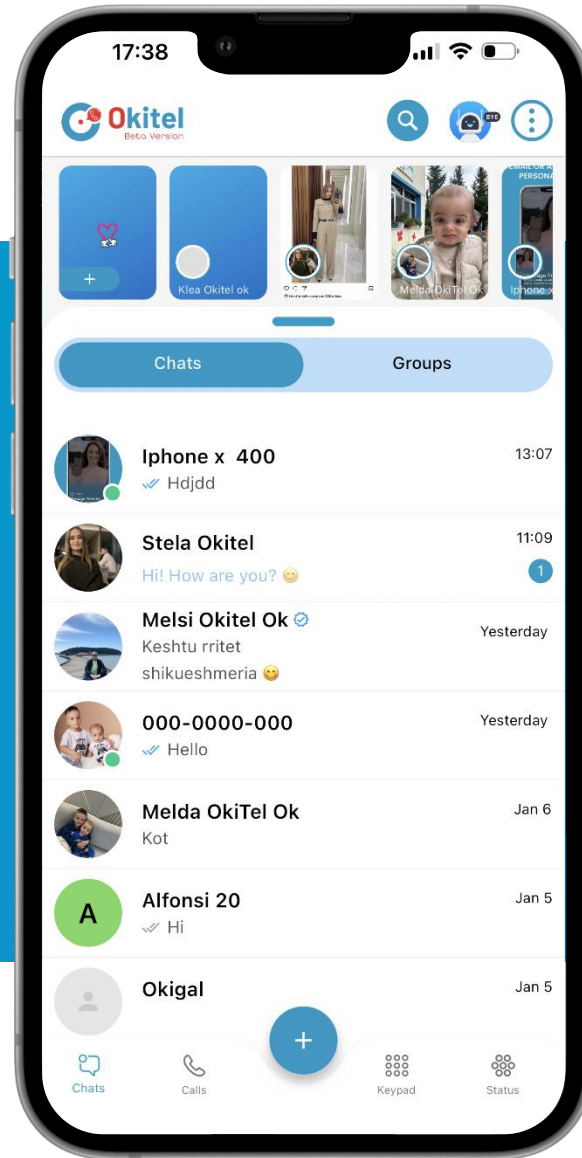 17:38
Okitel
Beta Version
BYE
EMAIL OR A
PERSONA
+
Klea Okitel ok
Melda OkiTel Ok
Iphone x
Chats
Groups
Iphone x 400
13:07
Hdjdd
Stela Okitel
11:09
Hi! How are you? 😊
1
Melsi Okitel Ok
Yesterday
Keshtu rritet
shikueshmeria 😋
000-0000-000
Yesterday
Hello
Melda OkiTel Ok
Jan 6
Kot
A
Alfonsi 20
Jan 5
Hi
Okigal
Jan 5
+
Chats
Calls
Keypad
Status